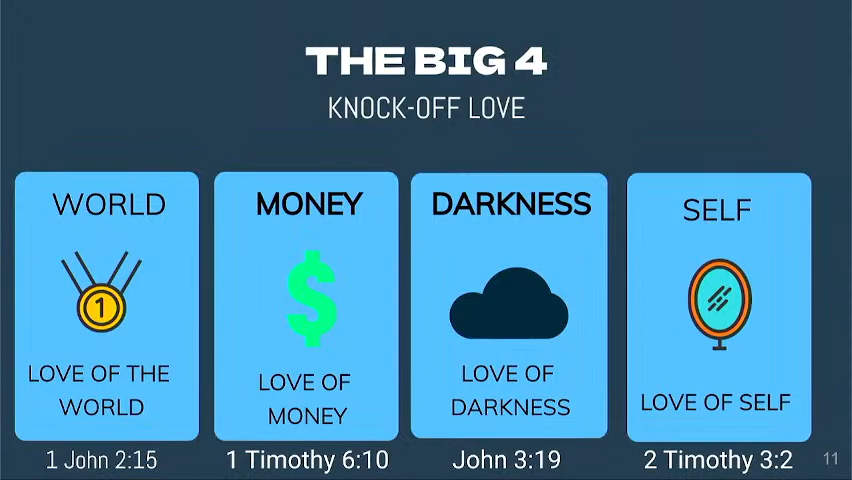 THE BIG 4
KNOCK-OFF LOVE
WORLD
1
LOVE OF THE
WORLD
1 John 2:15
MONEY
$
LOVE OF
MONEY
1 Timothy 6:10
DARKNESS
LOVE OF
DARKNESS
John 3:19
SELF
LOVE OF SELF
2 Timothy 3:2
11